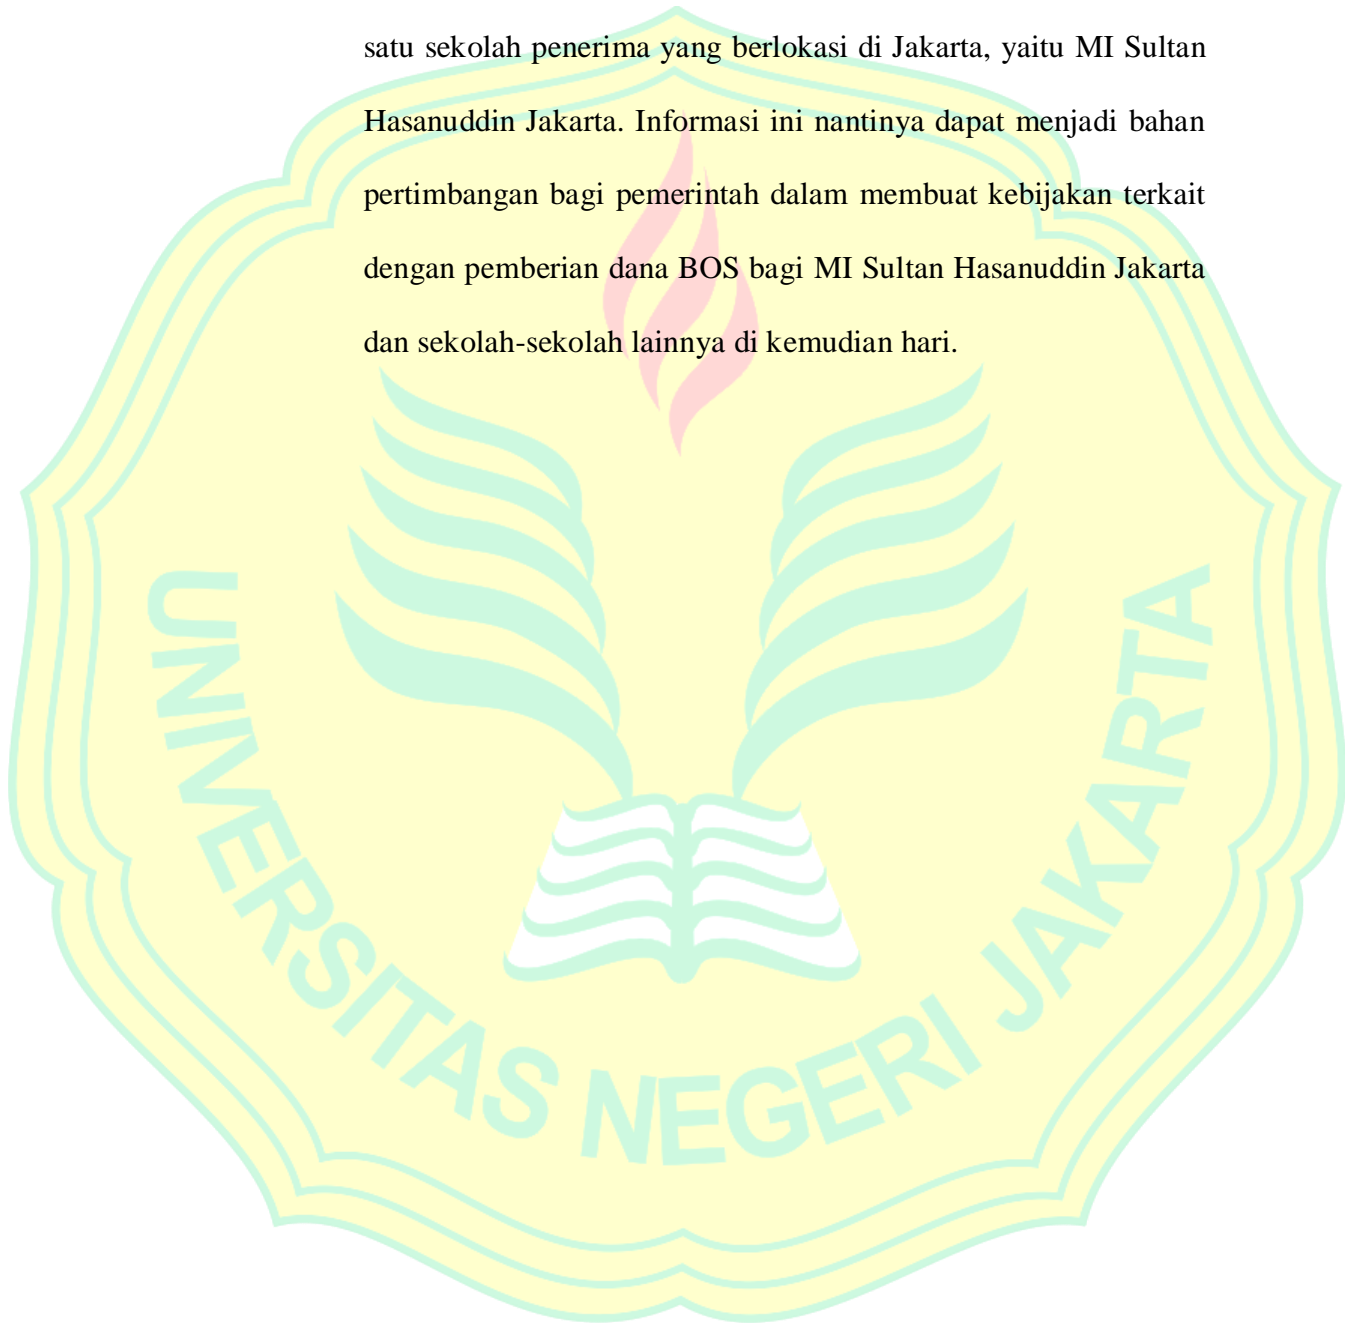 satu sekolah penerima yang berlokasi di Jakarta, yaitu MI Sultan
Hasanuddin Jakarta. Informasi ini nantinya dapat menjadi bahan
pertimbangan bagi pemerintah dalam membuat kebijakan terkait
dengan pemberian dana BOS bagi MI Sultan Hasanuddin Jakarta
dan sekolah-sekolah lainnya di kemudian hari.
UNIVERSITAS NEGERI JAKARTA